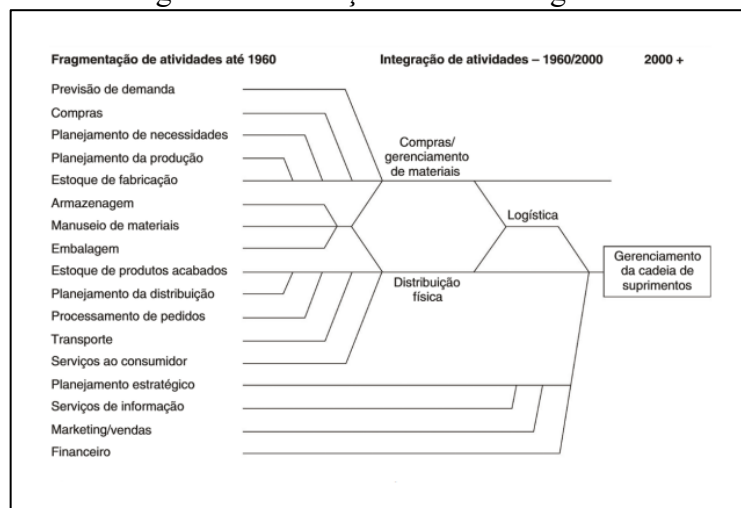 Fragmentação de atividades até 1960 Integração de atividades – 1960/2000 2000 +
Previsão de demanda
Compras
Planejamento de necessidades
Planejamento da produção
Estoque de fabricação
Armazenagem
Manuseio de materiais
Embalagem
Estoque de produtos acabados
Planejamento da distribuição
Processamento de pedidos
Transporte
Serviços ao consumidor
Planejamento estratégico
Serviços de informação
Marketing/vendas
Financeiro
Compras/
gerenciamento
de materiais
Distribuição
física
Logística
Gerenciamento
da cadeia de
suprimentos